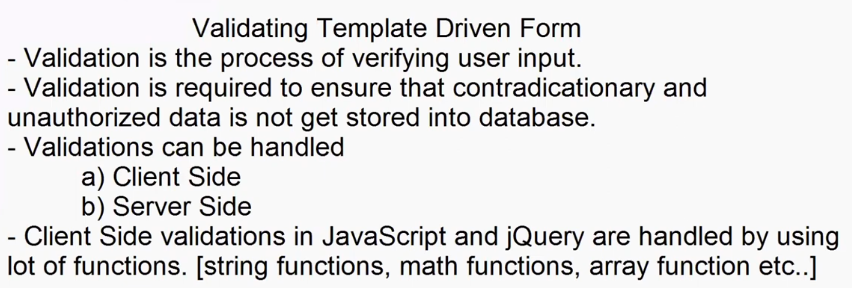 Validating Template Driven Form
- Validation is the process of verifying user input.
- Validation is required to ensure that contradicationary and
unauthorized data is not get stored into database.
- Validations can be handled
a) Client Side
b) Server Side
- Client Side validations in JavaScript and jQuery are handled by using
lot of functions. [string functions, math functions, array function etc..]